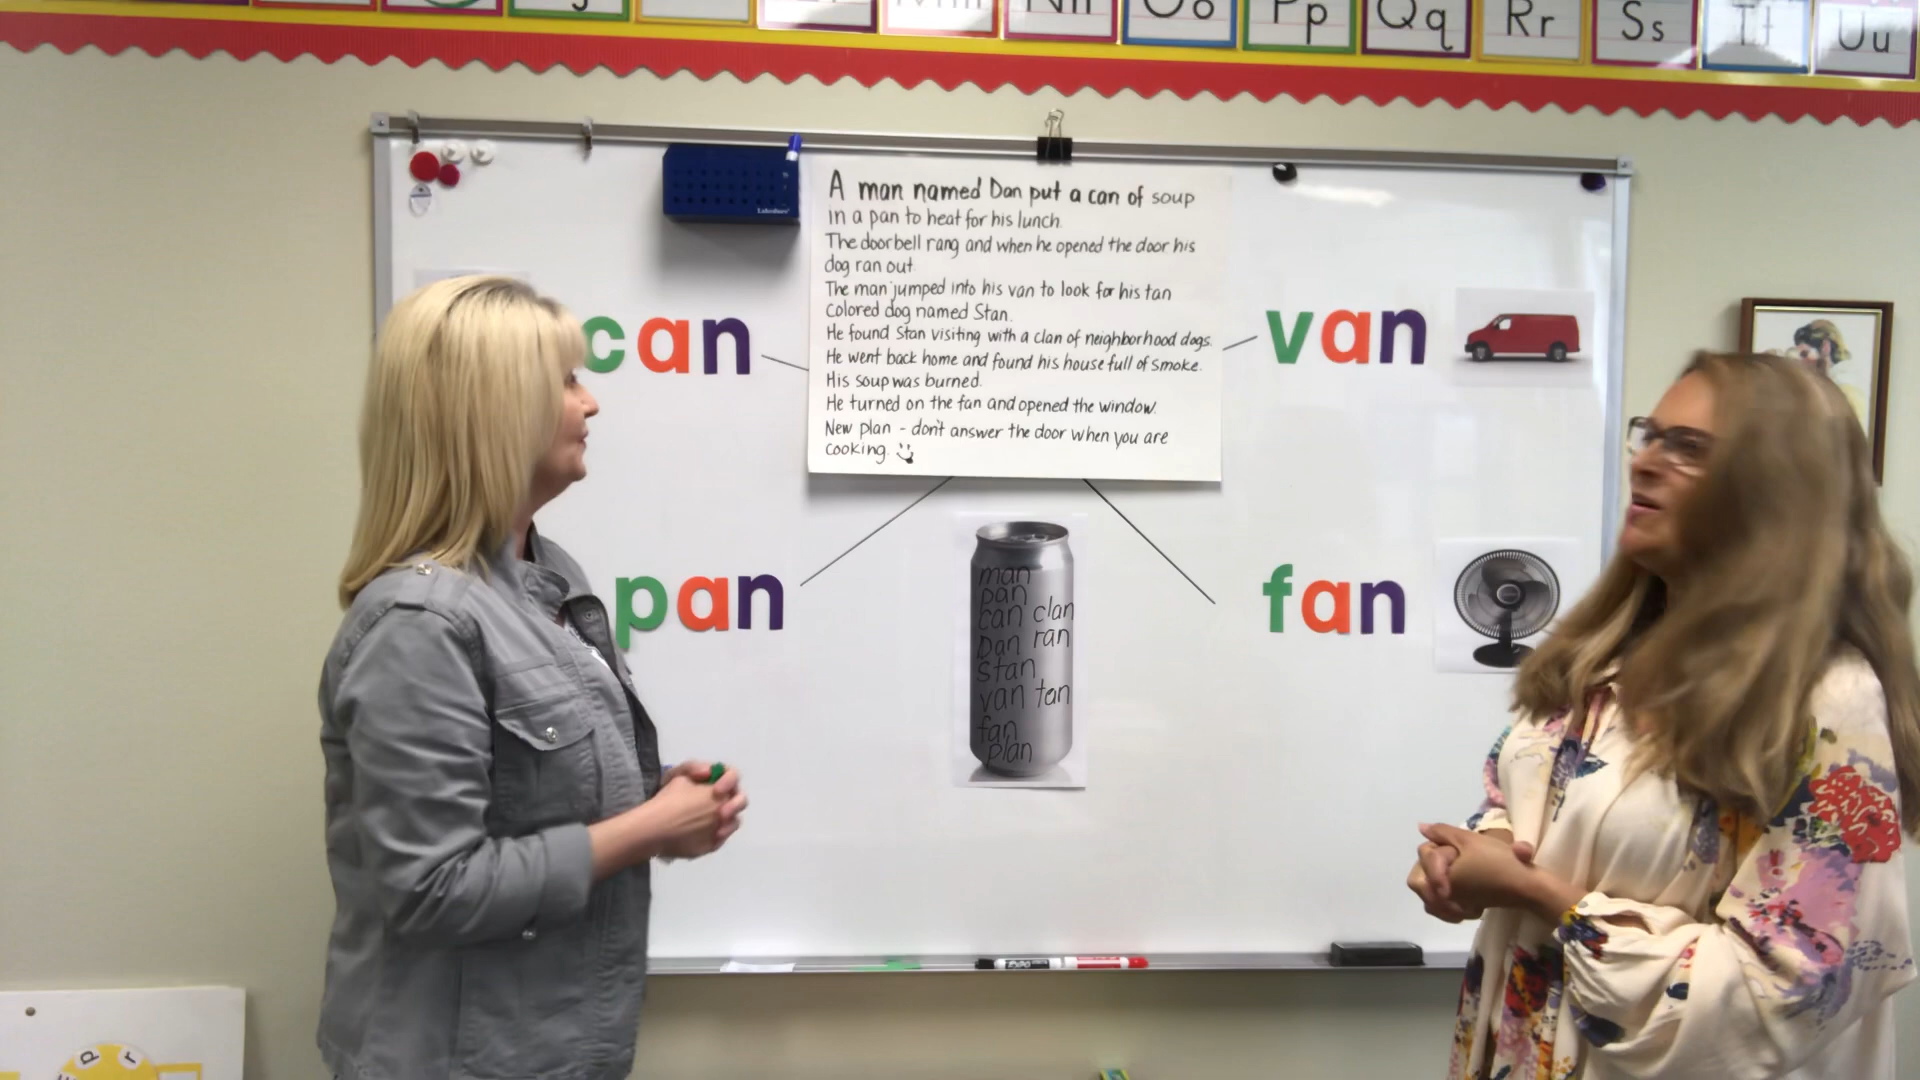 Nn Oo Pp Qq Rr Ss Tt Uu
Lakeshore
A man named Dan put a can of soup
in a pan to heat for his lunch.
The doorbell rang and when he opened the door his
dog ran out.
The man jumped into his van to look for his tan
Colored dog named Stan.
He found Stan visiting with a clan of neighborhood dogs.
He went back home and found his house full of smoke.
His soup was burned.
He turned on the fan and opened the window.
New plan - don't answer the door when you are
cooking.
can
van
pan
fan
man
pan
can clan
Dan ran
Stan
van tan
fan
plan
p r